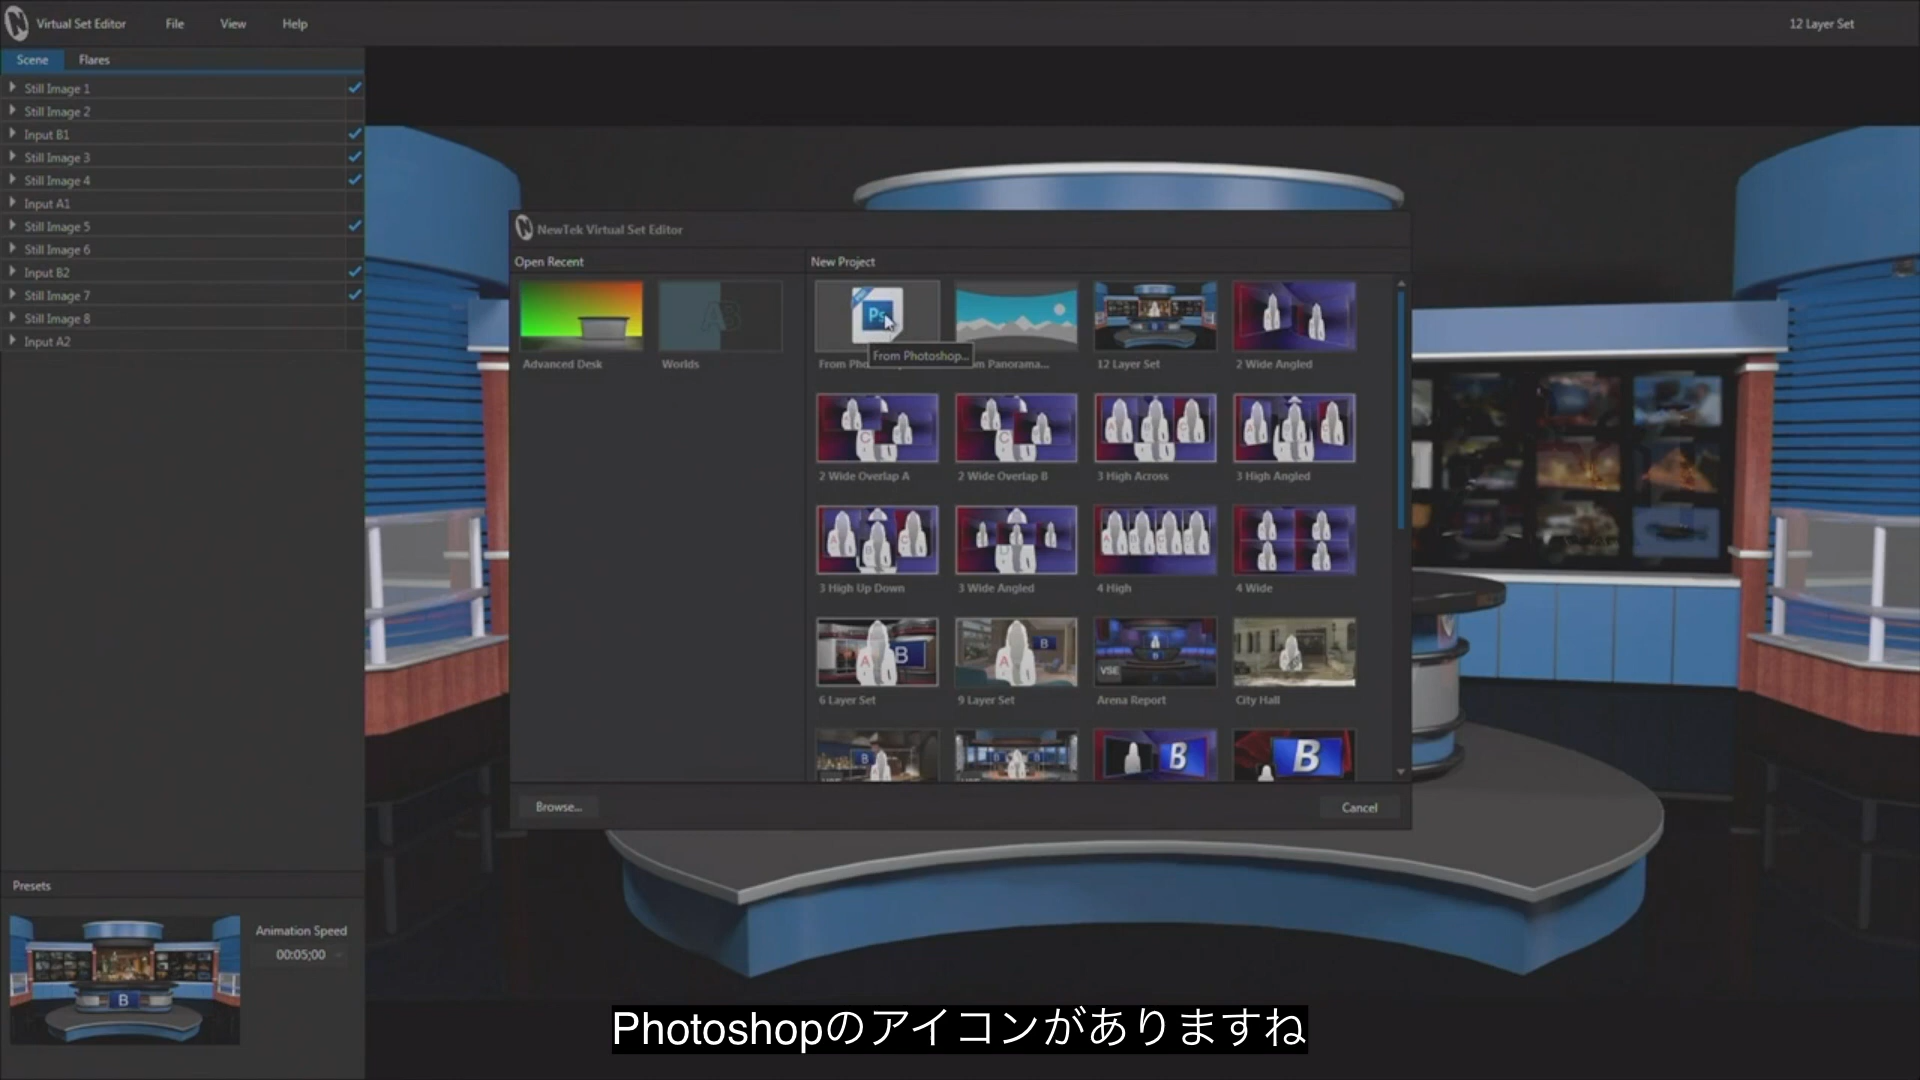 Virtual Set Editor
File
View
Help
12 Layer Set
Scene
Flares
Still Image 1
Still Image 2
Input B1
Still Image 3
Still Image 4
Input A1
Still Image 5
Still Image 6
Input B2
Still Image 7
Still Image 8
Input A2
NewTek Virtual Set Editor
Open Recent
New Project
Ps
Advanced Desk
Worlds
From Photoshop...
12 Layer Set
2 Wide Angled
2 Wide Overlap A
2 Wide Overlap B
3 High Across
3 High Angled
3 High Up Down
3 Wide Angled
4 High
4 Wide
VSE
6 Layer Set
9 Layer Set
Arena Report
City Hall
Browse...
Cancel
Presets
Animation Speed
00:05;00
B
Photoshopのアイコンがありますね